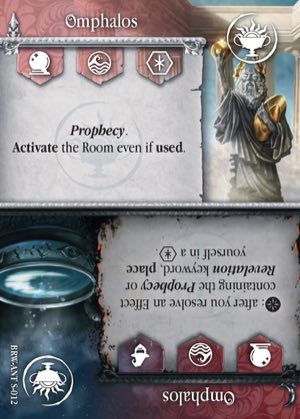 Omphalos
Prophecy.
Activate the Room even if used.
BRW-ANT S-012
: after you resolve an Effect
containing the Prophecy or
Revelation keyword, place
yourself in a .
Omphalos